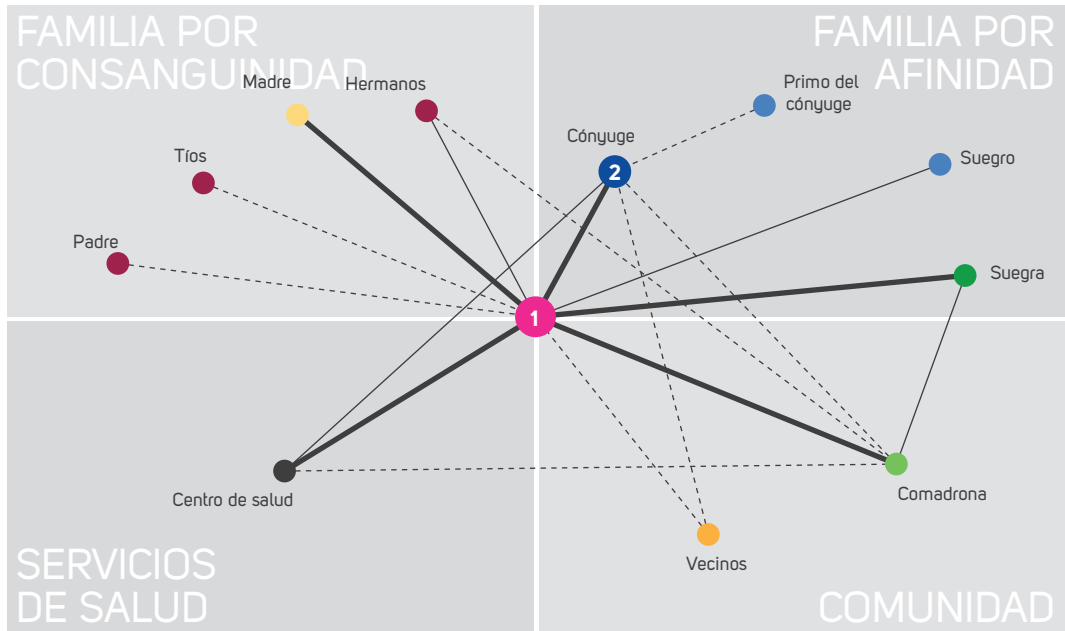 FAMILIA POR
CONSANGUINIDAD
FAMILIA POR
AFINIDAD
Madre
Hermanos
Primo del
cónyuge
Cónyuge
Tíos
2
Suegro
Padre
Suegra
1
Centro de salud
Comadrona
Vecinos
SERVICIOS
DE SALUD
COMUNIDAD